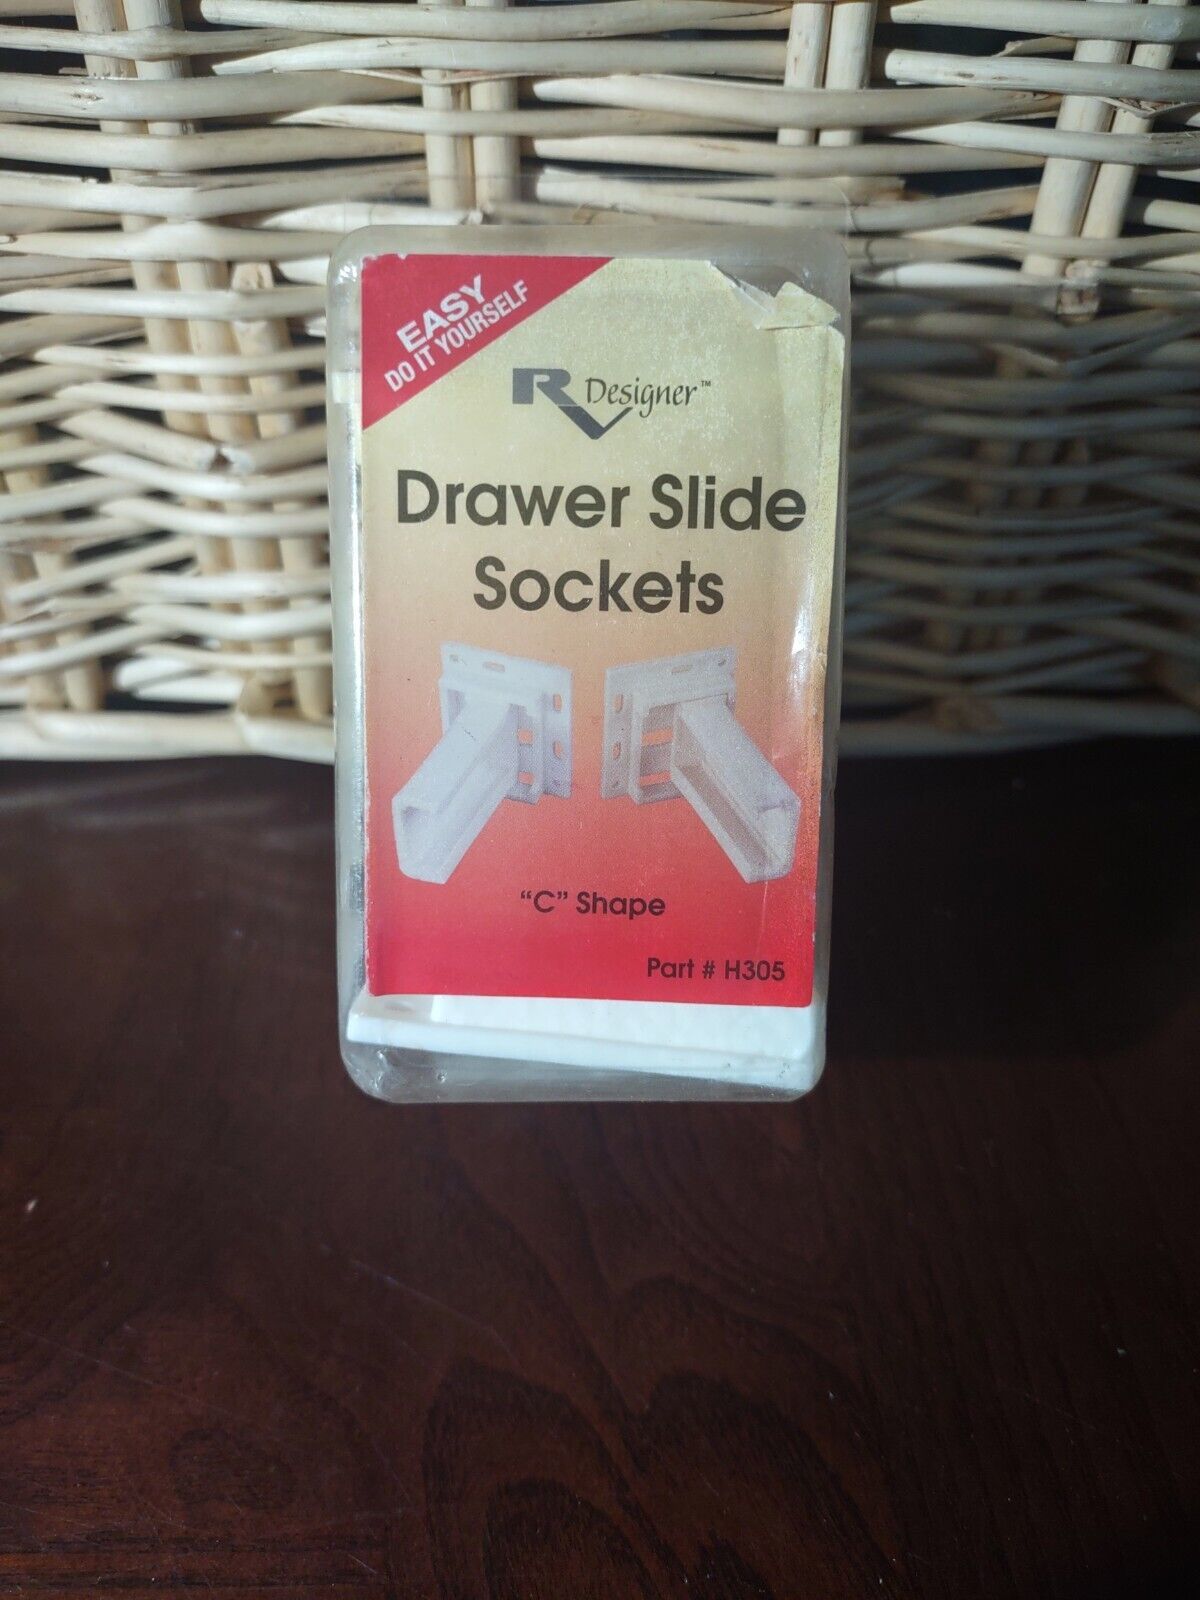 EASY
DO IT YOURSELF
RV Designer™
Drawer Slide
Sockets
"C" Shape
Part # H305